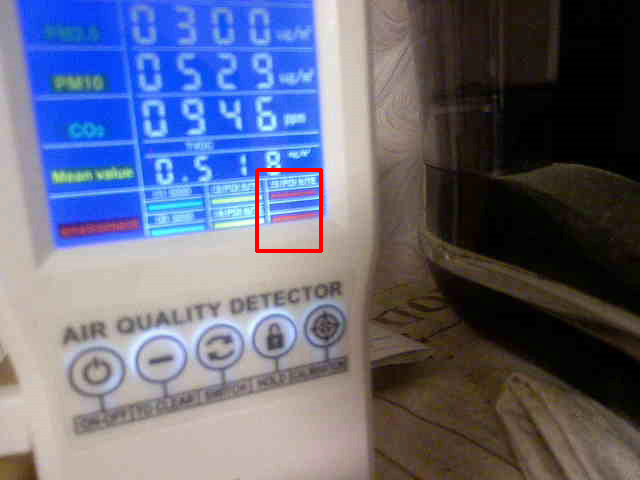 PM2.5 0300 ug/m³
PM10 0529 ug/m³
CO₂ 0946 ppm
TVOC
Mean value 0.518 mg/m³
AIR QUALITY DETECTOR
ON-OFF TO CLEAR SWITCH HOLD CALIBRATION